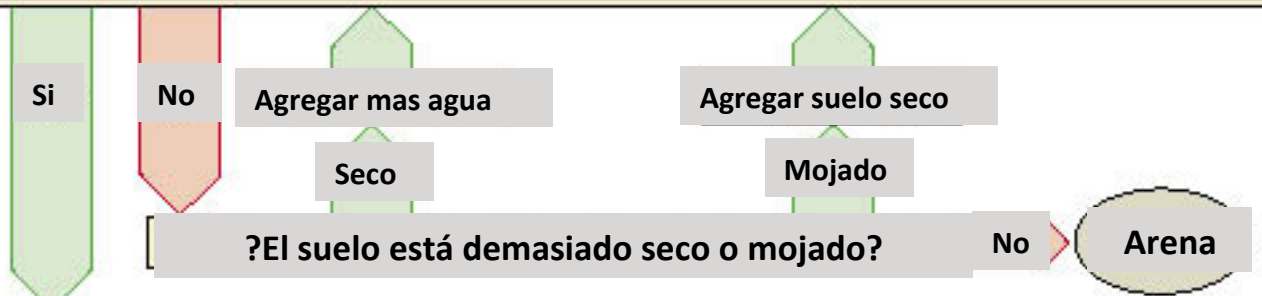 Si
No
Agregar mas agua
Agregar suelo seco
Seco
Mojado
?El suelo está demasiado seco o mojado?
No
Arena